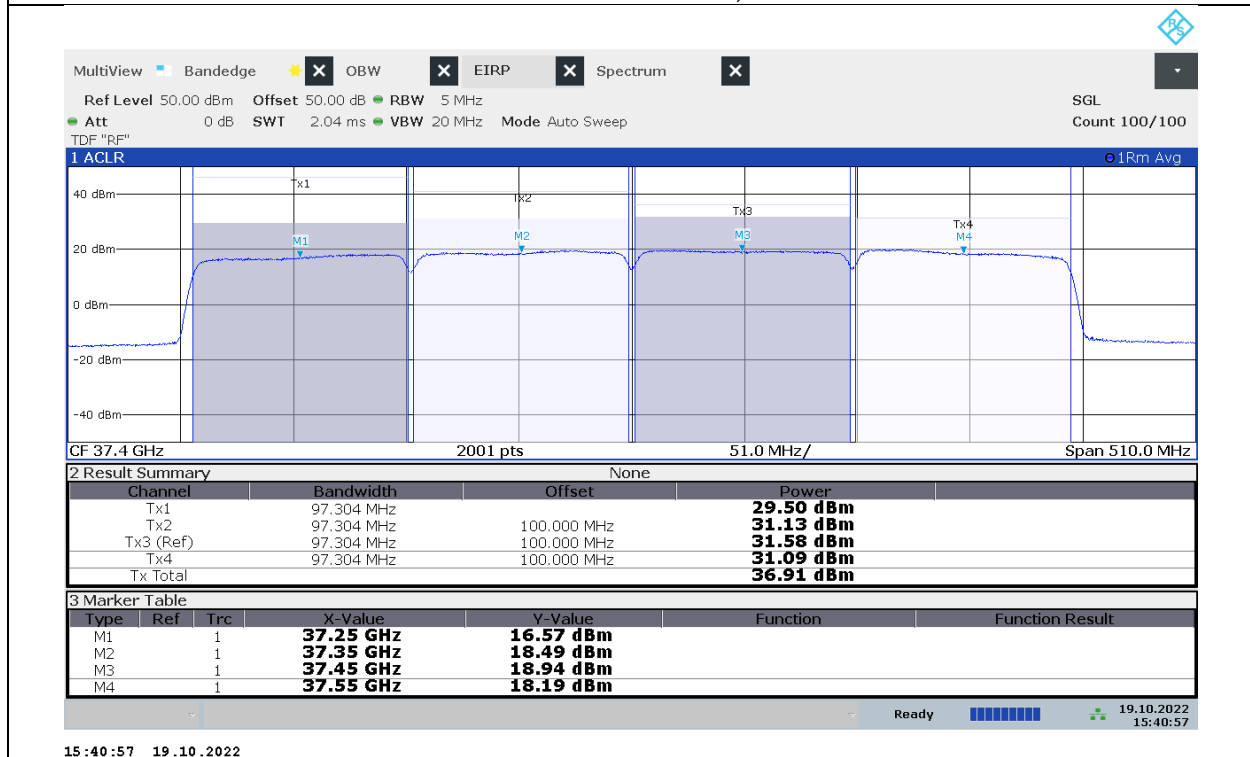 R&S
MultiView Bandedge OBW EIRP Spectrum
Ref Level 50.00 dBm Offset 50.00 dB RBW 5 MHz SGL
Att 0 dB SWT 2.04 ms VBW 20 MHz Mode Auto Sweep Count 100/100
TDF "RF"
1 ACLR 1Rm Avg
40 dBm
Tx1
Tx2
Tx3
Tx4
M1
M2
M3
M4
20 dBm
0 dBm
-20 dBm
-40 dBm
CF 37.4 GHz 2001 pts 51.0 MHz/ Span 510.0 MHz
2 Result Summary None
Channel Bandwidth Offset Power
Tx1 97.304 MHz 29.50 dBm
Tx2 97.304 MHz 100.000 MHz 31.13 dBm
Tx3 (Ref) 97.304 MHz 100.000 MHz 31.58 dBm
Tx4 97.304 MHz 100.000 MHz 31.09 dBm
Tx Total 36.91 dBm
3 Marker Table
Type Ref Trc X-Value Y-Value Function Function Result
M1 1 37.25 GHz 16.57 dBm
M2 1 37.35 GHz 18.49 dBm
M3 1 37.45 GHz 18.94 dBm
M4 1 37.55 GHz 18.19 dBm
Ready 19.10.2022
15:40:57
15:40:57 19.10.2022